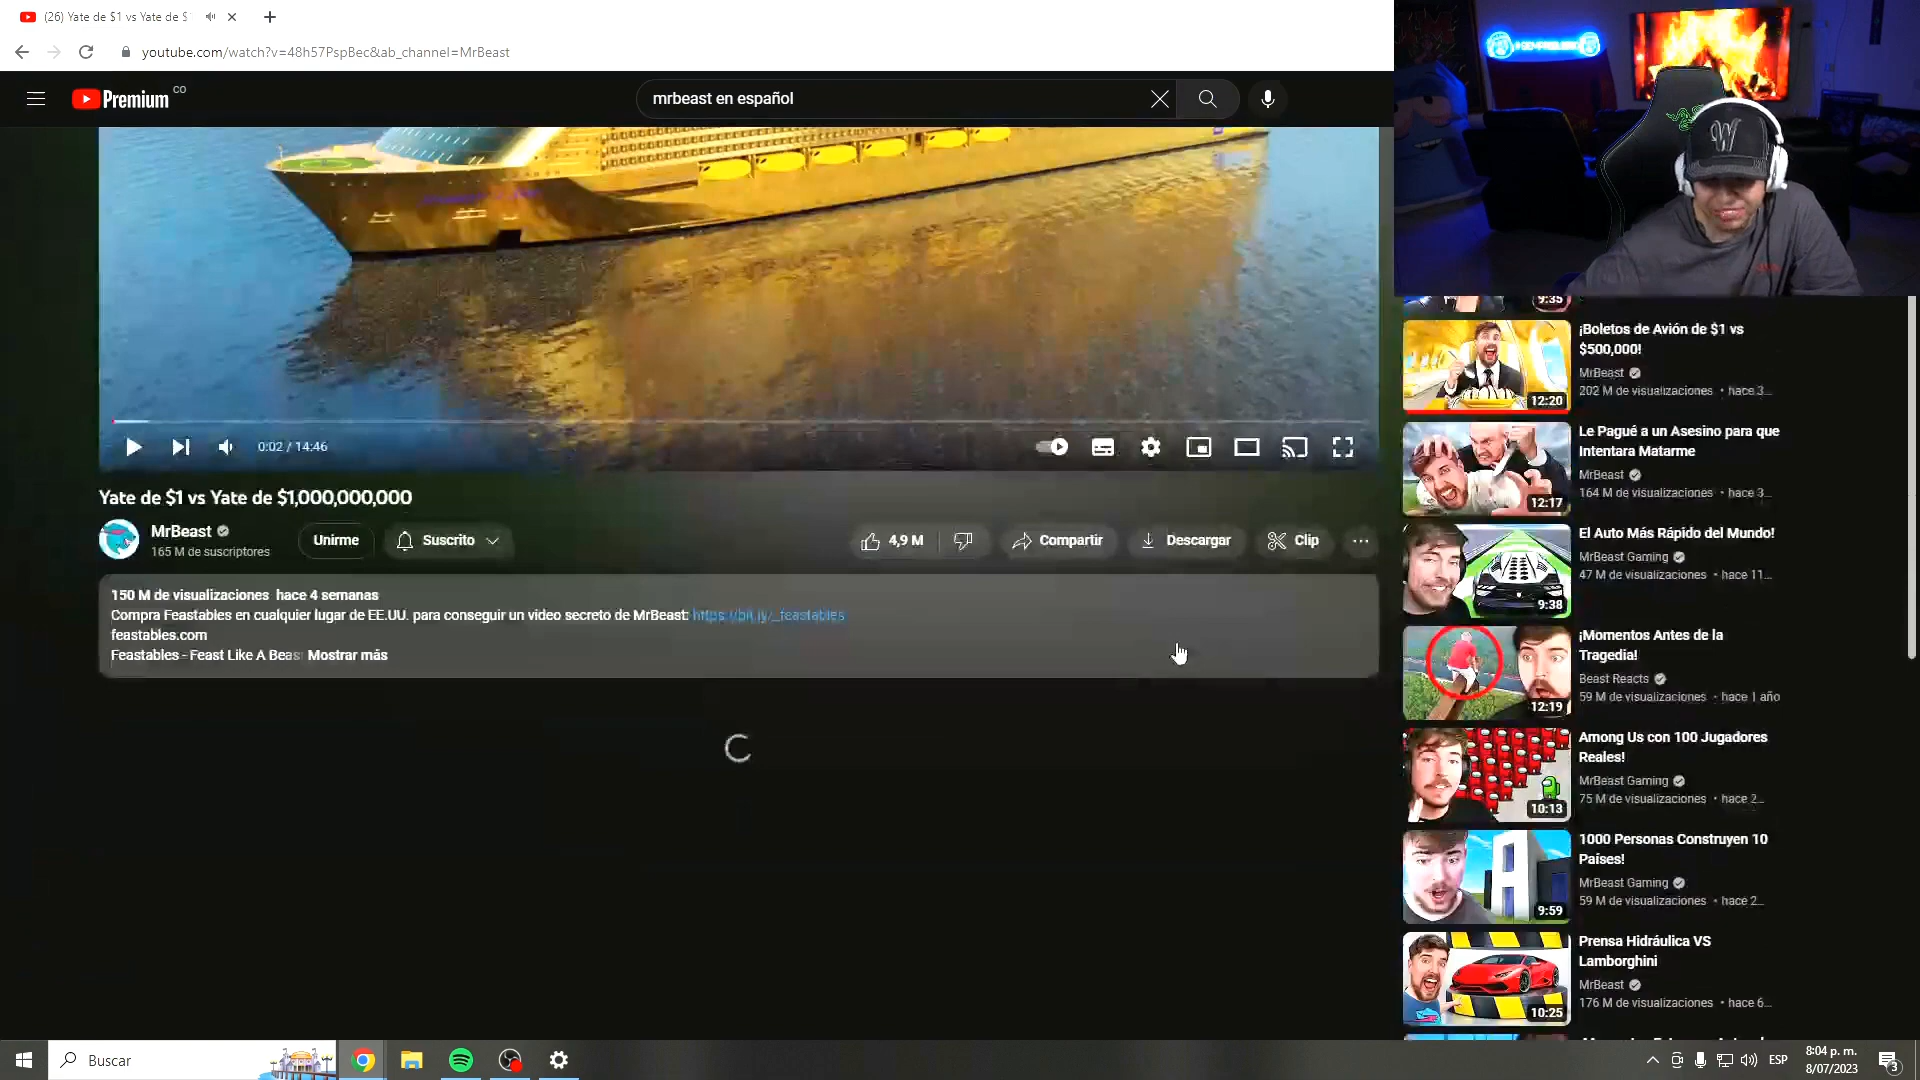 (26) Yate de $1 vs Yate de $
youtube.com/watch?v=48h57PspBec&ab_channel=MrBeast
Premium CO
mrbeast en español
0:02 / 14:46
Yate de $1 vs Yate de $1,000,000,000
MrBeast
165 M de suscriptores
Unirme
Suscrito
4,9 M
Compartir
Descargar
Clip
150 M de visualizaciones hace 4 semanas
Compra Feastables en cualquier lugar de EE.UU. para conseguir un video secreto de MrBeast: https://bit.ly/_feastables
feastables.com
Feastables - Feast Like A Beas Mostrar más
9:35
¡Boletos de Avión de $1 vs
$500,000!
MrBeast
202 M de visualizaciones • hace 3...
12:20
Le Pagué a un Asesino para que
Intentara Matarme
MrBeast
164 M de visualizaciones • hace 3...
12:17
El Auto Más Rápido del Mundo!
MrBeast Gaming
47 M de visualizaciones • hace 11...
9:38
¡Momentos Antes de la
Tragedia!
Beast Reacts
59 M de visualizaciones • hace 1 año
12:19
Among Us con 100 Jugadores
Reales!
MrBeast Gaming
75 M de visualizaciones • hace 2...
10:13
1000 Personas Construyen 10
Países!
MrBeast Gaming
59 M de visualizaciones • hace 2...
9:59
Prensa Hidráulica VS
Lamborghini
MrBeast
176 M de visualizaciones • hace 6...
10:25
Buscar
ESP
8:04 p. m.
8/07/2023
3